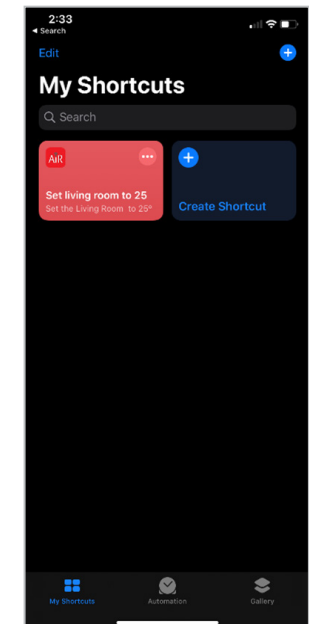 2:33
◀ Search
Edit
My Shortcuts
Search
AiR
Set living room to 25
Set the Living Room to 25°
Create Shortcut
My Shortcuts
Automation
Gallery